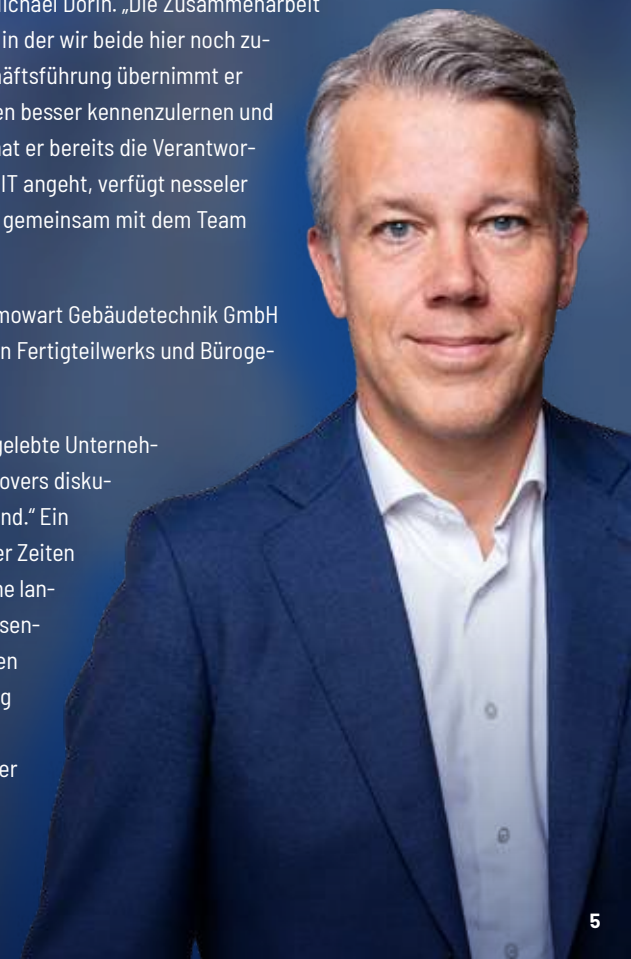 ichael Dorin. „Die Zusammenarbeit
in der wir beide hier noch zu-
häftsführung übernimmt er
en besser kennenzulernen und
hat er bereits die Verantwor-
IT angeht, verfügt nesseler
gemeinsam mit dem Team
mowart Gebäudetechnik GmbH
n Fertigteilwerks und Büroge-
gelebte Unterneh-
overs disku-
nd.“ Ein
er Zeiten
ne lan-
sen-
en
g
er
5